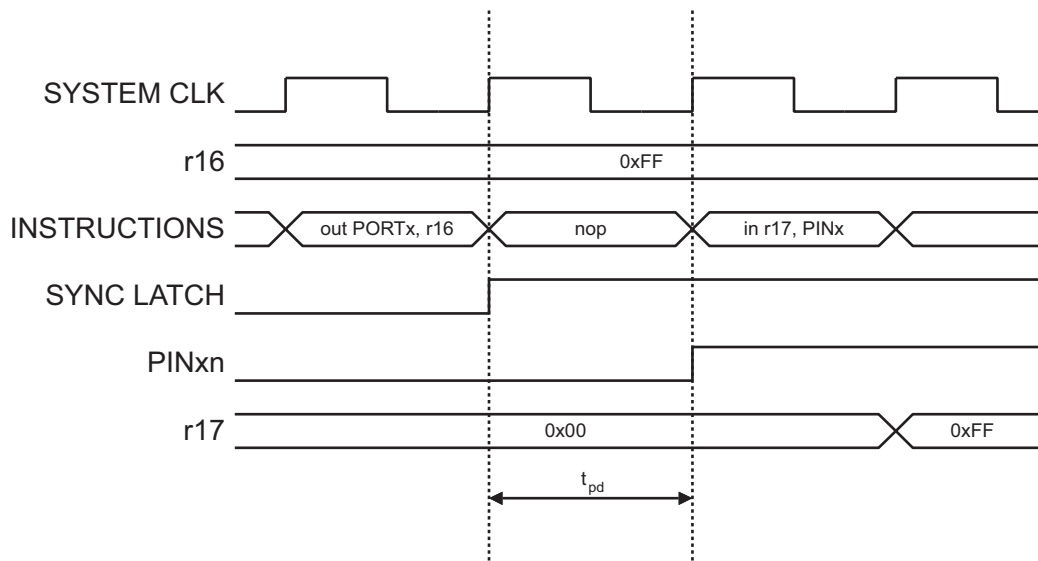 SYSTEM CLK
r16
0xFF
INSTRUCTIONS
out PORTx, r16
nop
in r17, PINx
SYNC LATCH
PINxn
r17
0x00
0xFF
tpd